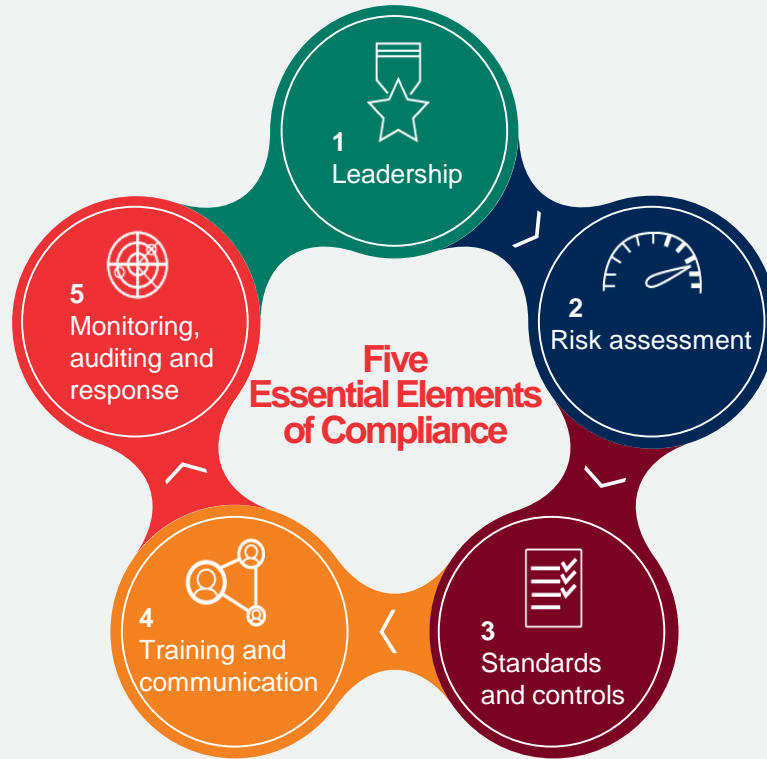 Five
Essential Elements
of Compliance
1
Leadership
2
Risk assessment
3
Standards
and controls
4
Training and
communication
5
Monitoring,
auditing and
response